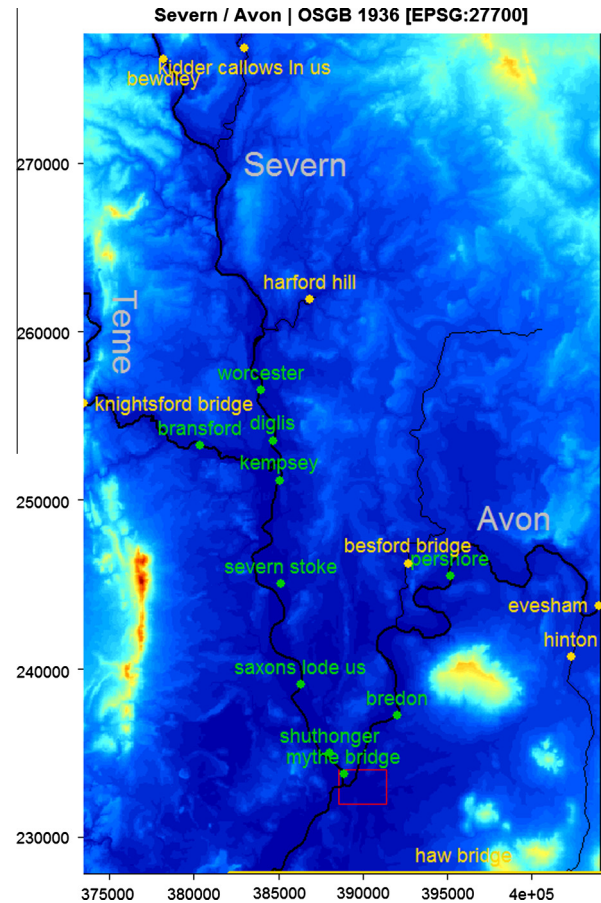 Severn / Avon | OSGB 1936 [EPSG:27700]
kidder callows ln us
bewdley
270000
Severn
harford hill
Teme
260000
worcester
knightsford bridge
diglis
bransford
kempsey
250000
Avon
besford bridge
pershore
severn stoke
evesham
hinton
saxons lode us
240000
bredon
shuthonger
mythe bridge
230000
haw bridge
375000 380000 385000 390000 395000 4e+05